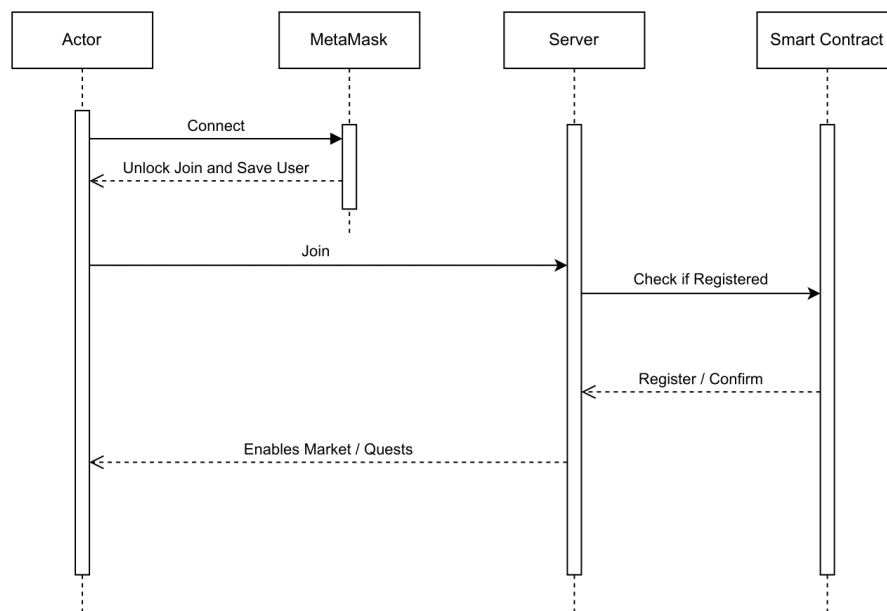 Actor
MetaMask
Server
Smart Contract
Connect
Unlock Join and Save User
Join
Check if Registered
Register / Confirm
Enables Market / Quests